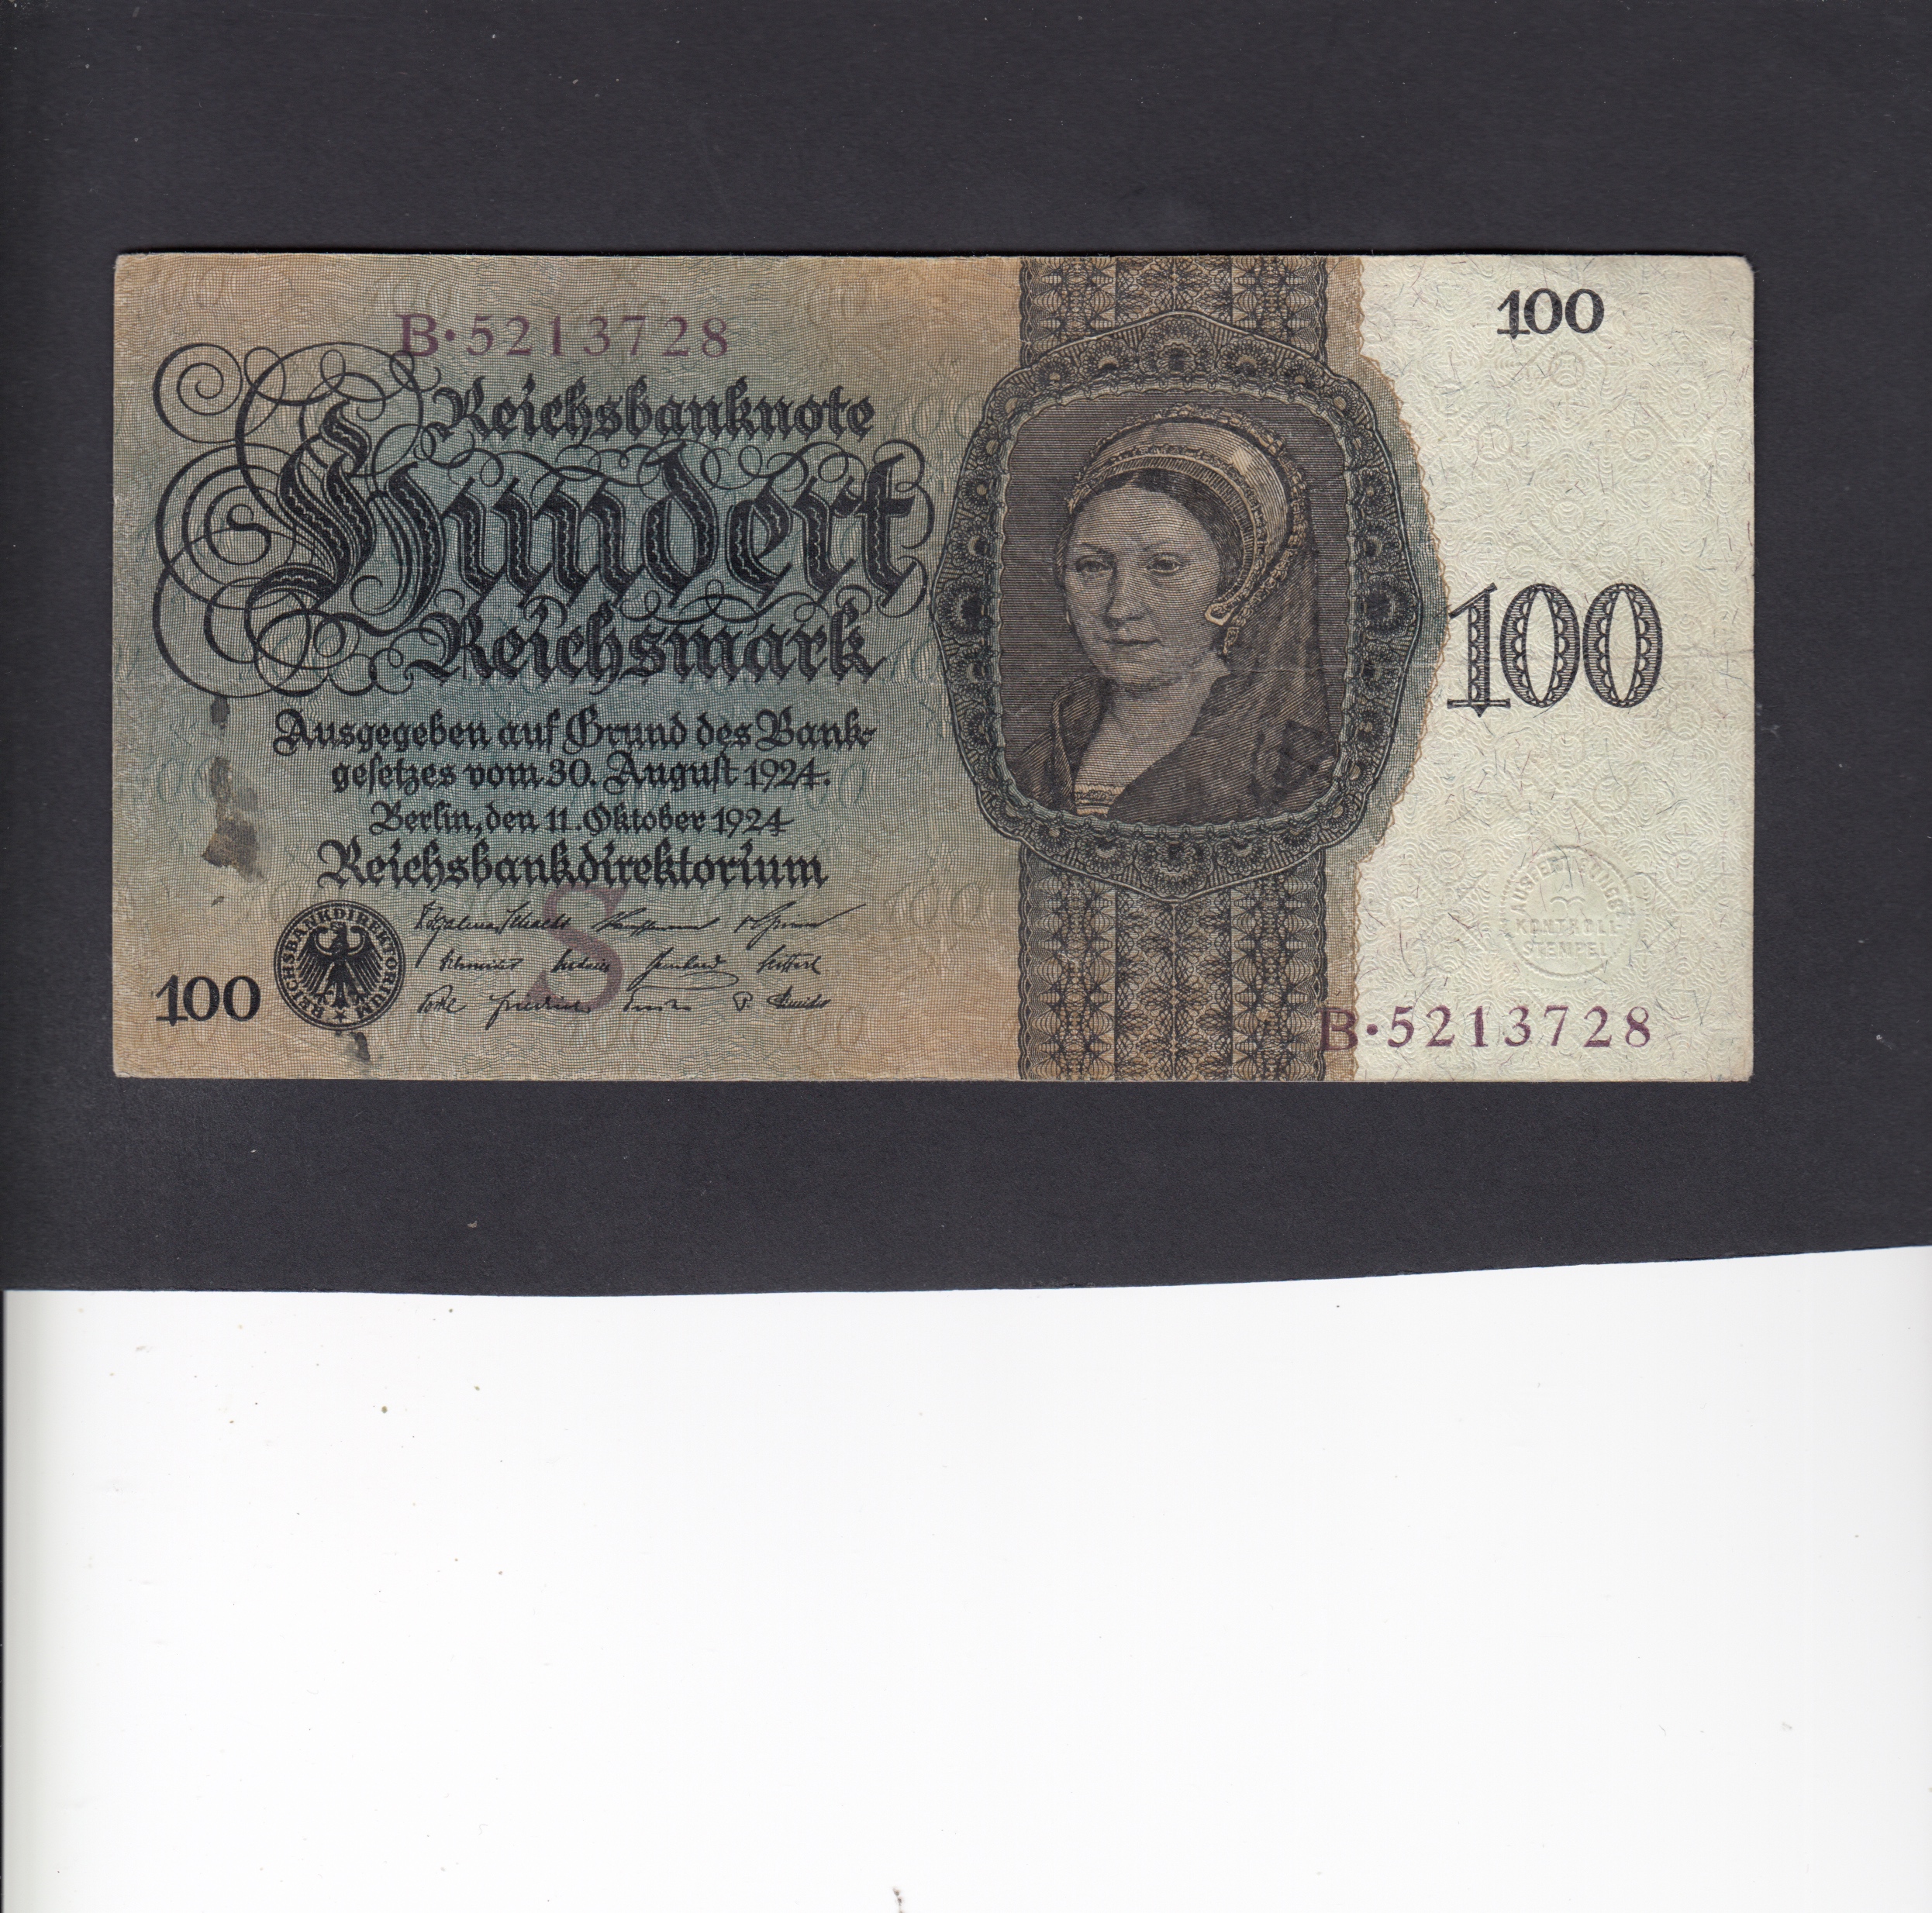 100
B·5213728
Reichsbanknote
Hundert
Reichsmark
Ausgegeben auf Grund des Bank-
gesetzes vom 30. August 1924.
Berlin, den 11. Oktober 1924
Reichsbankdirektorium
S
REICHSBANKDIREKTORIUM
100
100
KONTROLL
STEMPEL
B·5213728